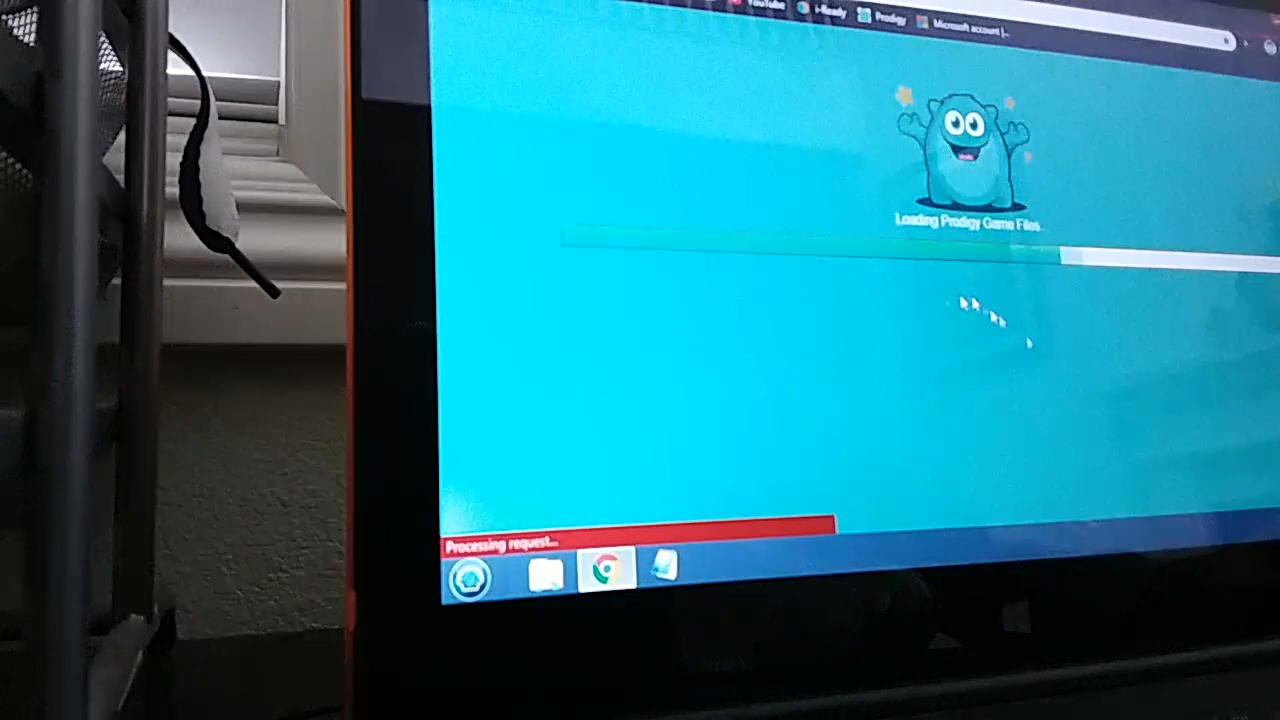 YouTube i-Ready Prodigy Microsoft account |...
Loading Prodigy Game Files
Processing request...